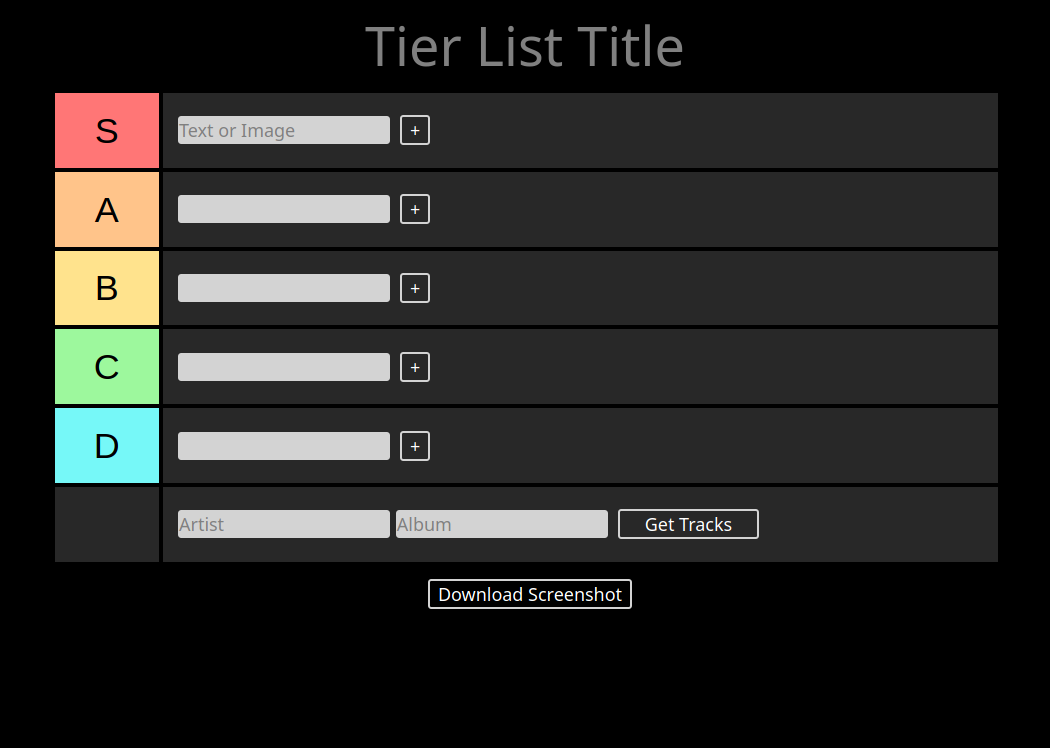 Tier List Title
S
Text or Image +
A
+
B
+
C
+
D
+
Artist Album Get Tracks
Download Screenshot